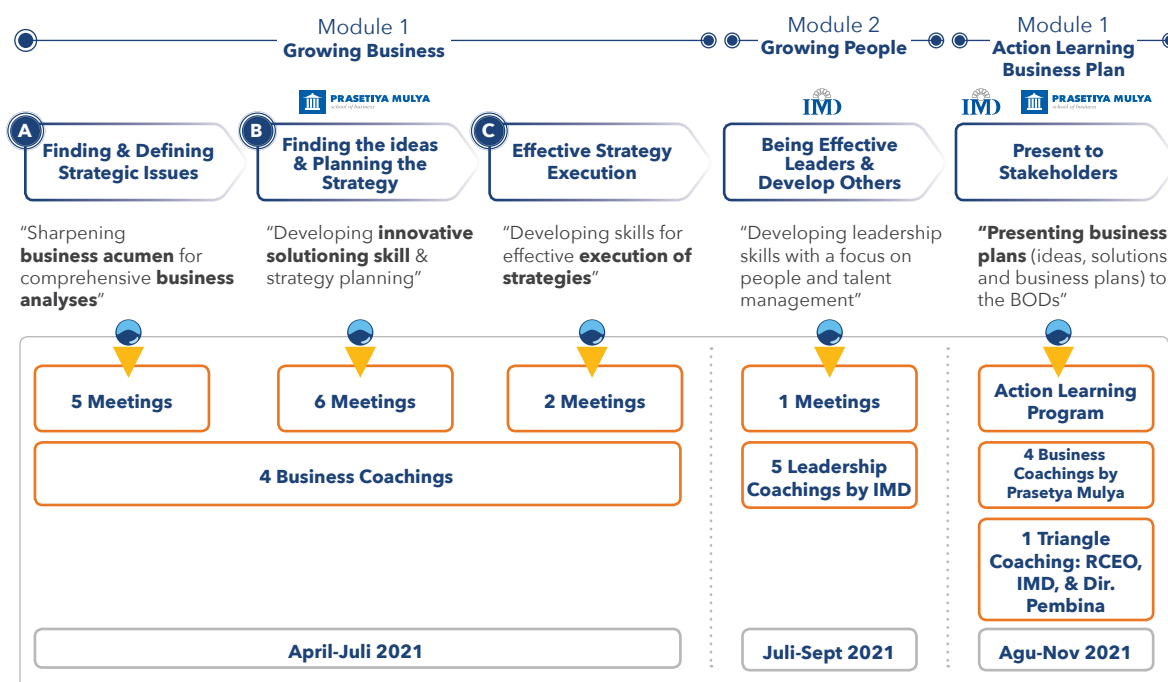 Module 1
Growing Business
Module 2
Growing People
Module 1
Action Learning
Business Plan
PRASETIYA MULYA
school of business
IMD
IMD
PRASETIYA MULYA
school of business
A
Finding & Defining
Strategic Issues
B
Finding the ideas
& Planning the
Strategy
C
Effective Strategy
Execution
Being Effective
Leaders &
Develop Others
Present to
Stakeholders
“Sharpening
business acumen for
comprehensive business
analyses”
“Developing innovative
solutioning skill &
strategy planning”
“Developing skills for
effective execution of
strategies”
“Developing leadership
skills with a focus on
people and talent
management”
“Presenting business
plans (ideas, solutions
and business plans) to
the BODs”
5 Meetings
6 Meetings
2 Meetings
1 Meetings
Action Learning
Program
4 Business Coachings
5 Leadership
Coachings by IMD
4 Business
Coachings by
Prasetya Mulya
1 Triangle
Coaching: RCEO,
IMD, & Dir.
Pembina
April-Juli 2021
Juli-Sept 2021
Agu-Nov 2021